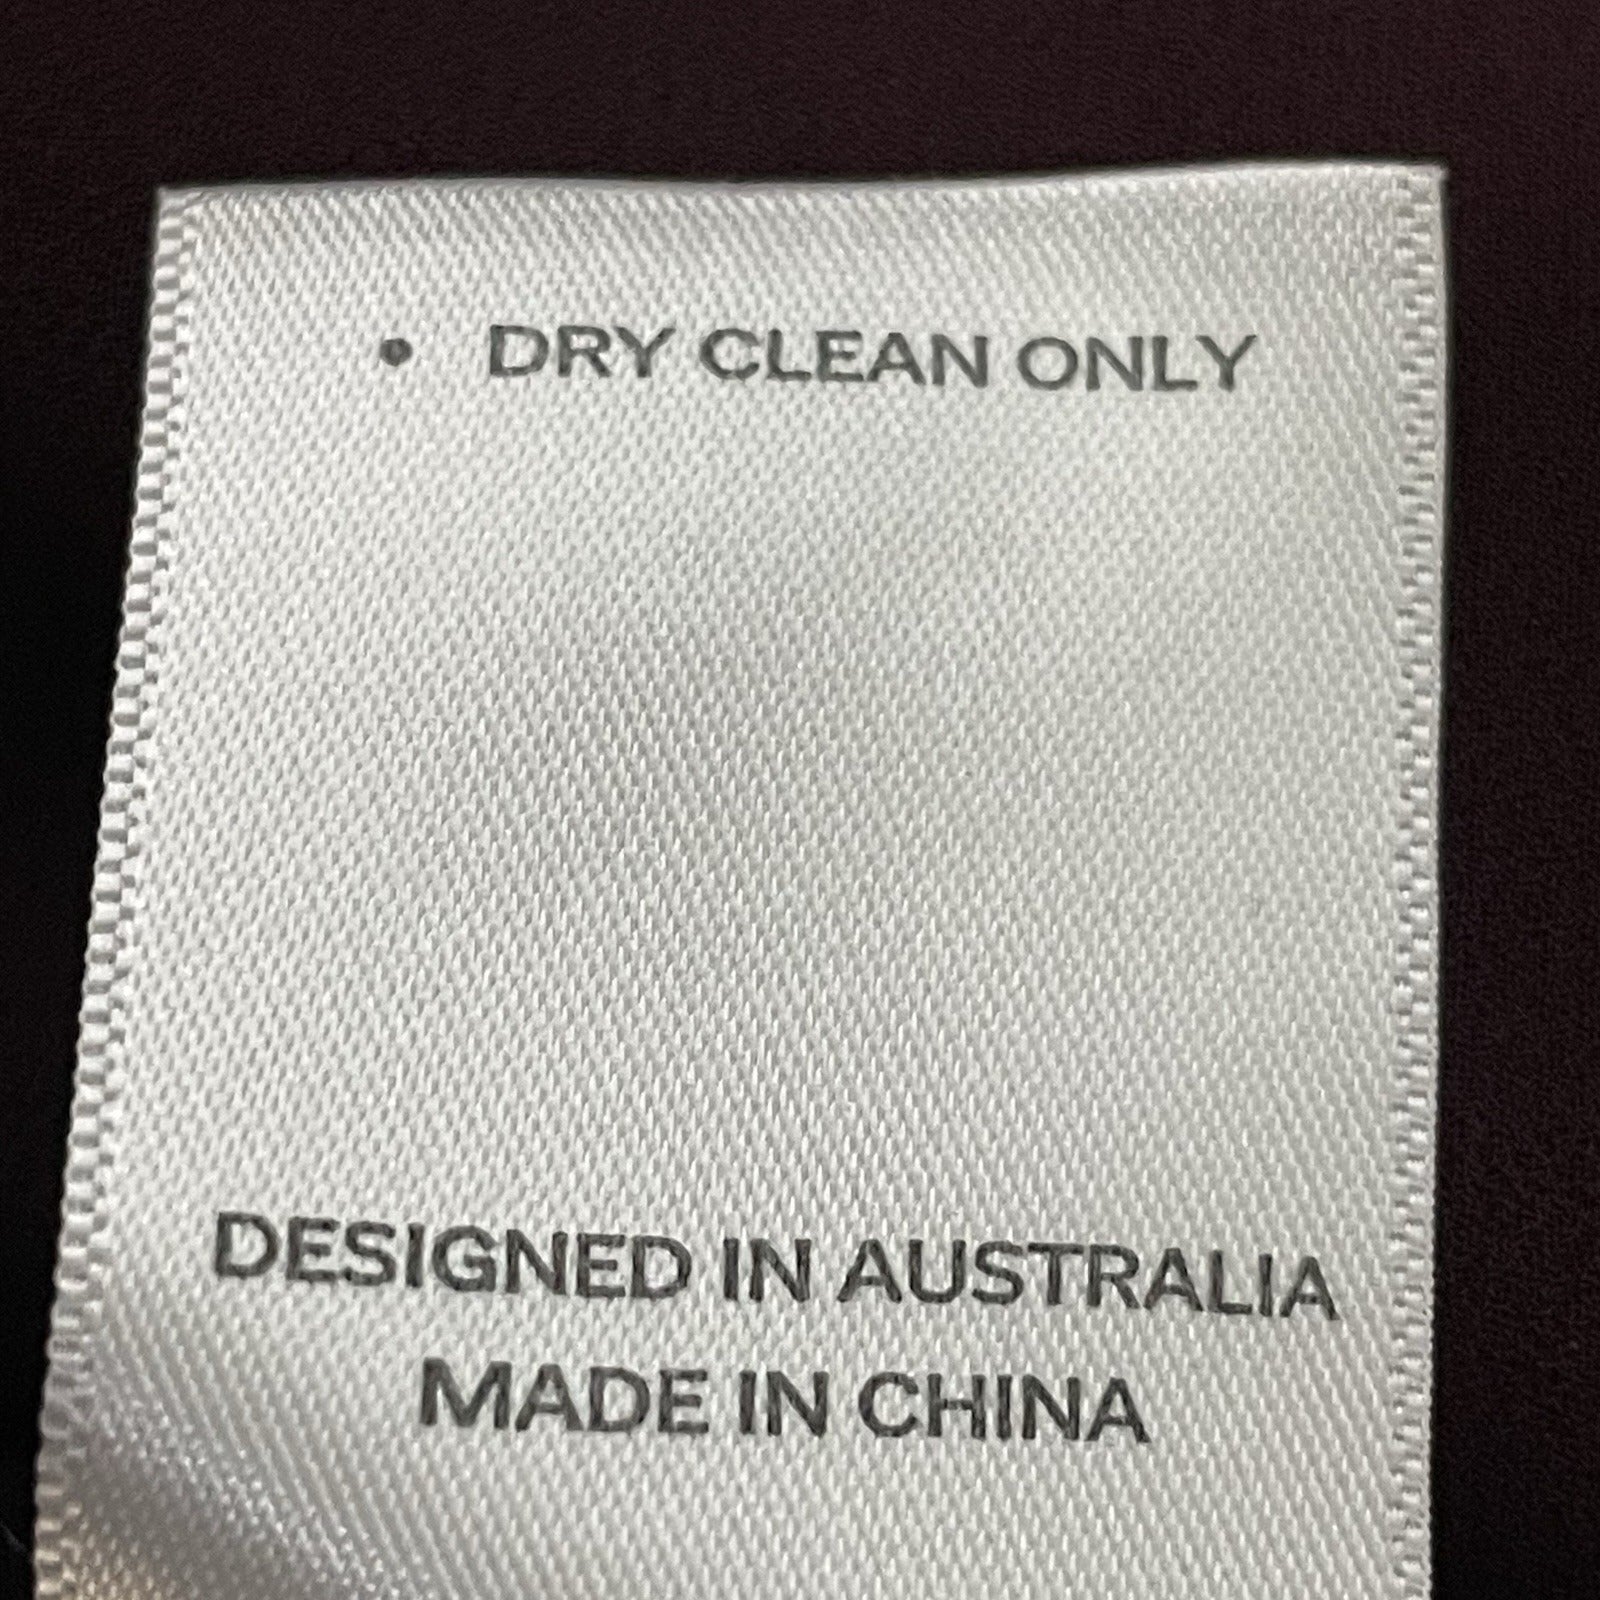 • DRY CLEAN ONLY
DESIGNED IN AUSTRALIA
MADE IN CHINA